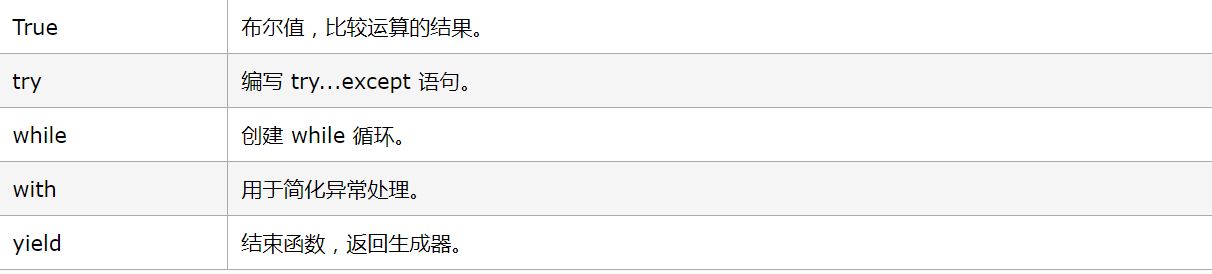 True 布尔值，比较运算的结果。
try 编写 try...except 语句。
while 创建 while 循环。
with 用于简化异常处理。
yield 结束函数，返回生成器。